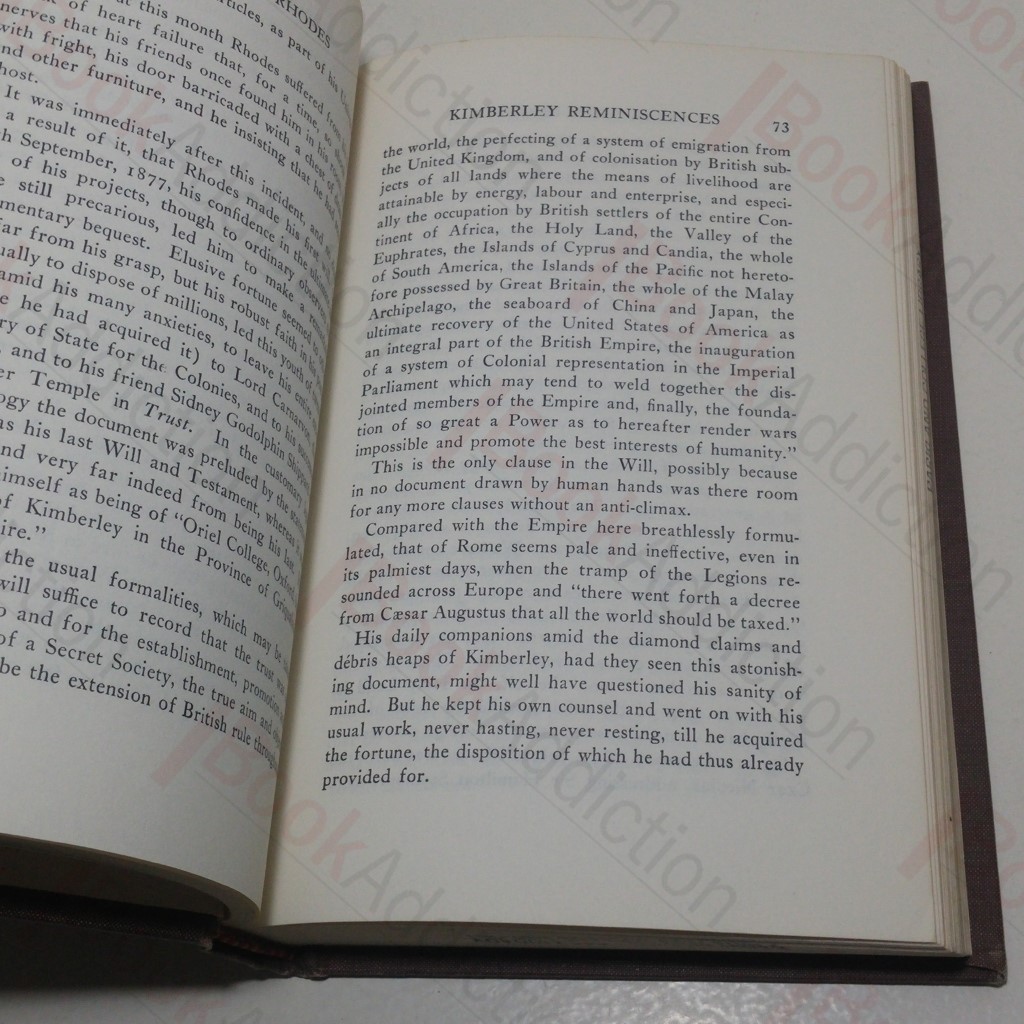 RHODES
rticles, as part of his
at this month Rhodes suffered from
of heart failure that, for a time, so
nerves that his friends once found him in his
with fright, his door barricaded with a chest of
and other furniture, and he insisting that he had
host.
It was immediately after this incident, and
a result of it, that Rhodes made his first
September, 1877, his confidence in the
of his projects, though to ordinary
still precarious, led him to make a
mentary bequest. Elusive fortune seemed
far from his grasp, but his robust faith in
ually to dispose of millions, led this youth of
amid his many anxieties, to leave his entire
he had acquired it) to Lord Carnarvon,
ry of State for the Colonies, and to his
and to his friend Sidney Godolphin
er Temple in Trust. In the customary
ogy the document was preluded by the
as his last Will and Testament, whereas
nd very far indeed from being his last,
imself as being of "Oriel College, Oxford
of Kimberley in the Province of
ire."
the usual formalities, which may be
will suffice to record that the trust was
o and for the establishment, promotion
of a Secret Society, the true aim and
be the extension of British rule through
KIMBERLEY REMINISCENCES 73
the world, the perfecting of a system of emigration from
the United Kingdom, and of colonisation by British sub-
jects of all lands where the means of livelihood are
attainable by energy, labour and enterprise, and especi-
ally the occupation by British settlers of the entire Con-
tinent of Africa, the Holy Land, the Valley of the
Euphrates, the Islands of Cyprus and Candia, the whole
of South America, the Islands of the Pacific not hereto-
fore possessed by Great Britain, the whole of the Malay
Archipelago, the seaboard of China and Japan, the
ultimate recovery of the United States of America as
an integral part of the British Empire, the inauguration
of a system of Colonial representation in the Imperial
Parliament which may tend to weld together the dis-
jointed members of the Empire and, finally, the founda-
tion of so great a Power as to hereafter render wars
impossible and promote the best interests of humanity."
This is the only clause in the Will, possibly because
in no document drawn by human hands was there room
for any more clauses without an anti-climax.
Compared with the Empire here breathlessly formu-
lated, that of Rome seems pale and ineffective, even in
its palmiest days, when the tramp of the Legions re-
sounded across Europe and "there went forth a decree
from Cæsar Augustus that all the world should be taxed."
His daily companions amid the diamond claims and
débris heaps of Kimberley, had they seen this astonish-
ing document, might well have questioned his sanity of
mind. But he kept his own counsel and went on with his
usual work, never hasting, never resting, till he acquired
the fortune, the disposition of which he had thus already
provided for.
BookAddiction